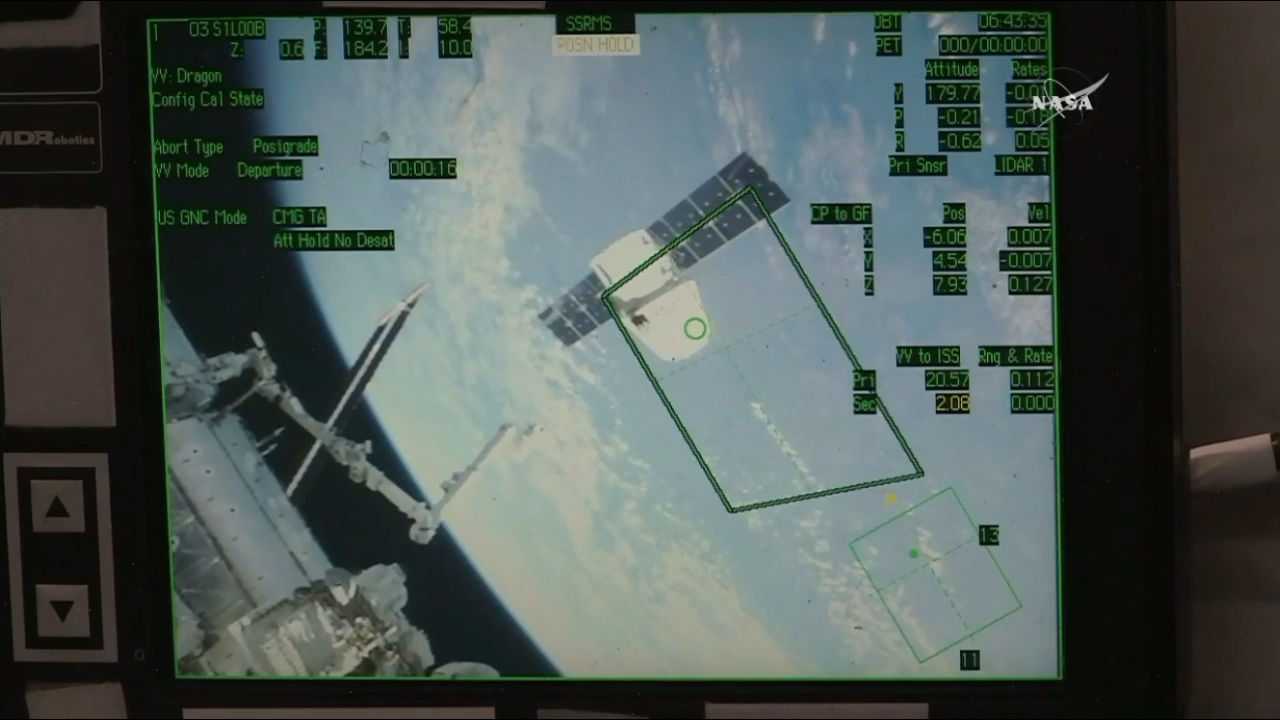 1 03 S1L00B P: 139.7 T: 58.4
Z: 0.6 F: 184.2 I: 10.0
SSRMS
POSN HOLD
DBT 06:43:35
PET 000/00:00:00
VV: Dragon
Config Cal State
Abort Type Posigrade
VV Mode Departure 00:00:16
US GNC Mode CMG TA
Att Hold No Desat
Attitude Rates
Y 179.77
P -0.21
R -0.62 0.05
Pri Snsr LIDAR 1
NASA
CP to GF Pos Vel
X -6.06 0.007
Y 4.54 -0.007
Z 7.93 0.127
VV to ISS Rng & Rate
Pri 20.57 0.112
Sec 2.08 0.000
13
11
MDRobotics